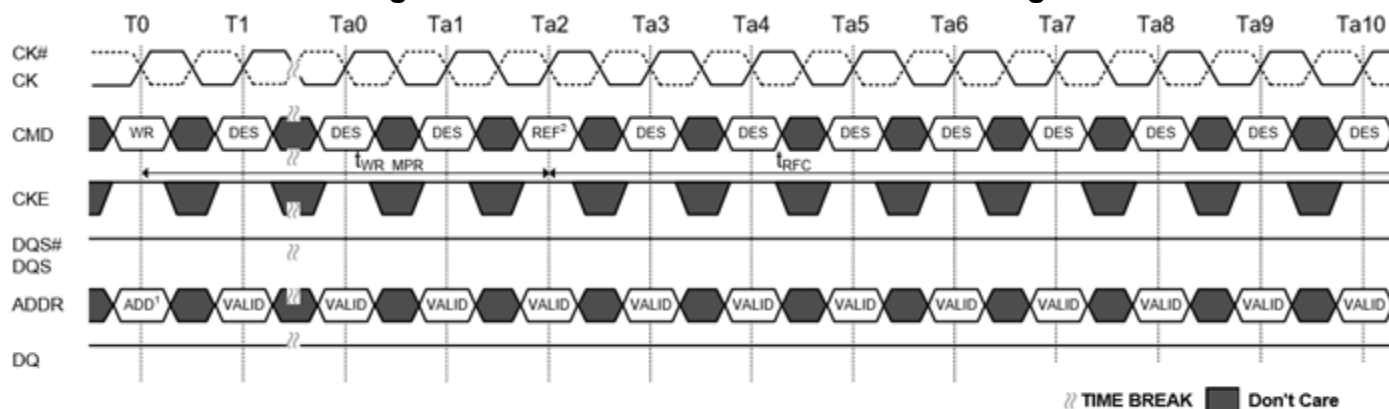 T0 T1 Ta0 Ta1 Ta2 Ta3 Ta4 Ta5 Ta6 Ta7 Ta8 Ta9 Ta10
CK#
CK
CMD WR DES DES DES REF² DES DES DES DES DES DES DES DES
tWR_MPR tRFC
CKE
DQS#
DQS
ADDR ADD¹ VALID VALID VALID VALID VALID VALID VALID VALID VALID VALID VALID VALID
DQ
TIME BREAK Don't Care